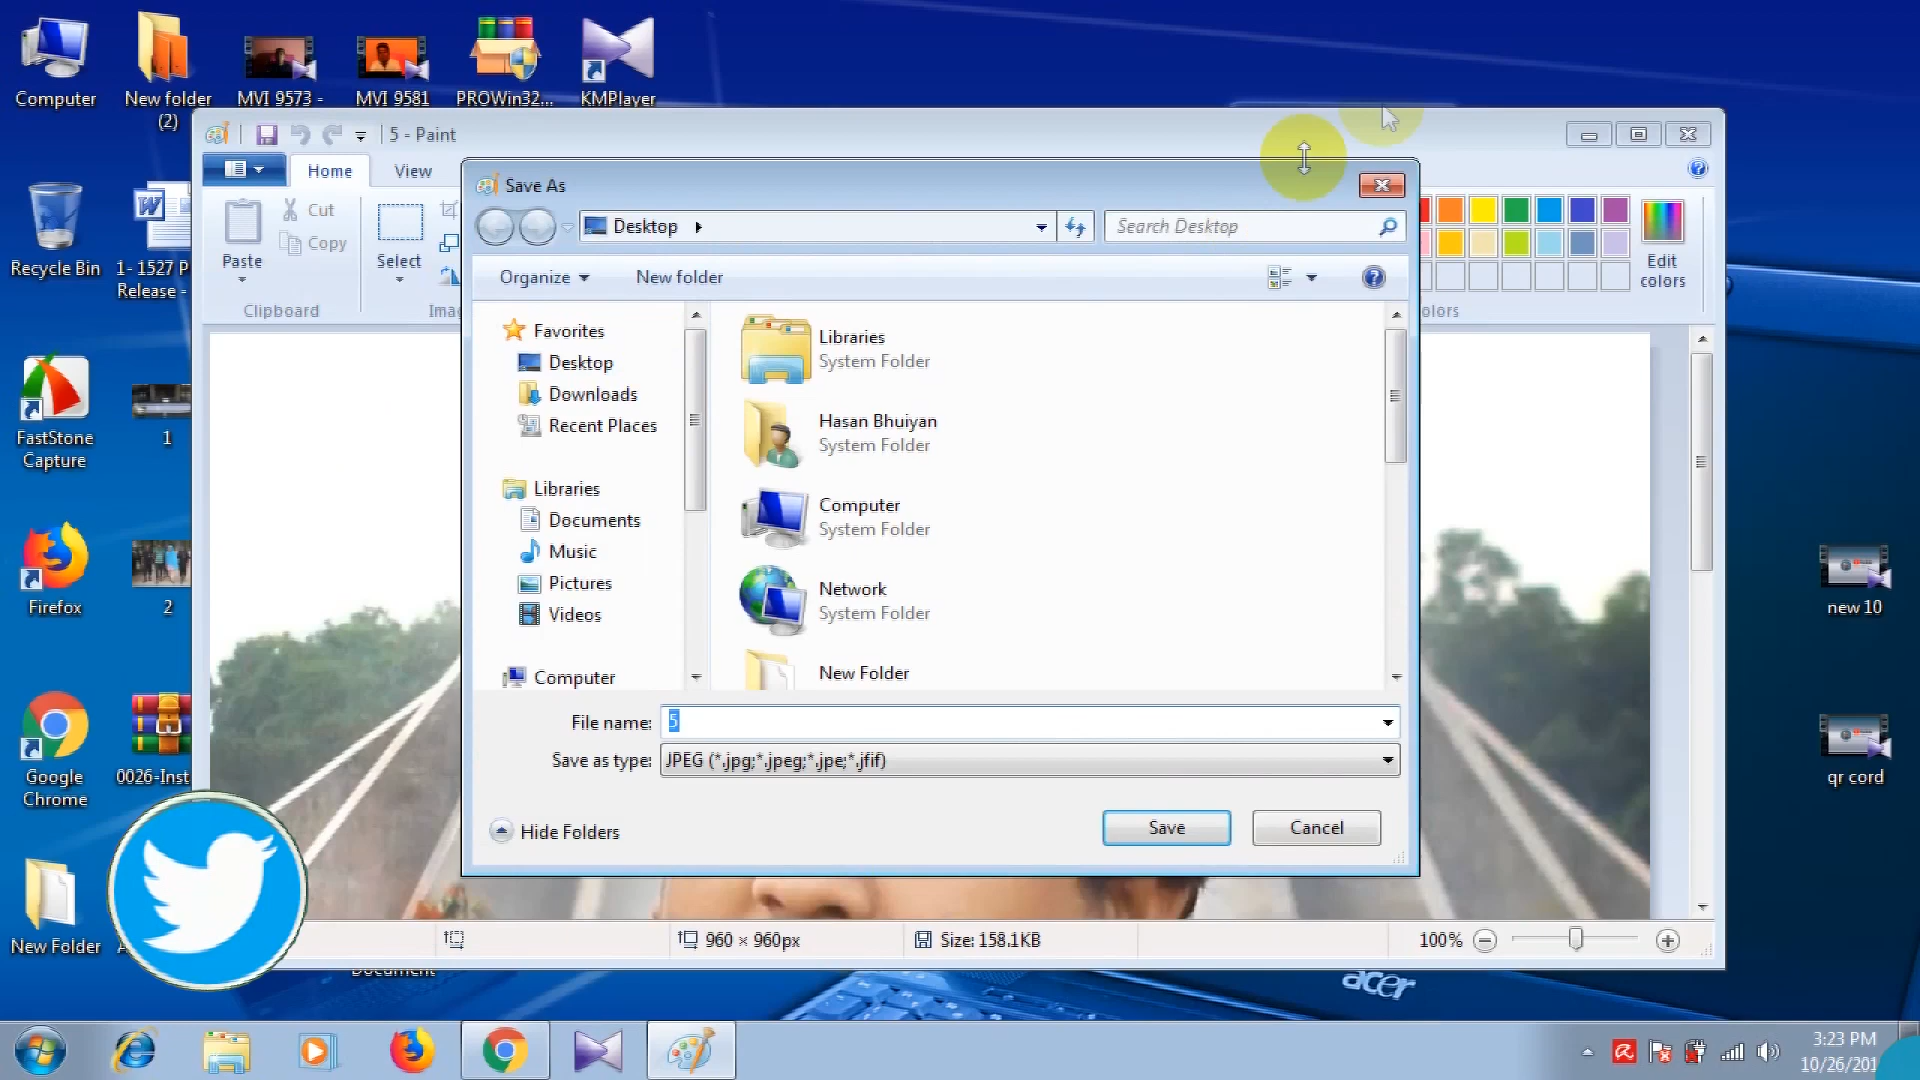 Computer
New folder
(2)
MVI 9573 -
MVI 9581
PROWin32...
KMPlayer
5 - Paint
Home
View
Cut
Copy
Paste
Select
Clipboard
Edit
colors
Save As
Desktop
Search Desktop
Organize
New folder
Favorites
Desktop
Downloads
Recent Places
Libraries
Documents
Music
Pictures
Videos
Computer
Libraries
System Folder
Hasan Bhuiyan
System Folder
Computer
System Folder
Network
System Folder
New Folder
File name:
5
Save as type:
JPEG (*.jpg;*.jpeg;*.jpe;*.jfif)
Hide Folders
Save
Cancel
960 × 960px
Size: 158.1KB
100%
Recycle Bin
1- 1527 P
Release -
FastStone
Capture
1
Firefox
2
Google
Chrome
0026-Inst
New Folder
new 10
qr cord
acer
3:23 PM
10/26/201